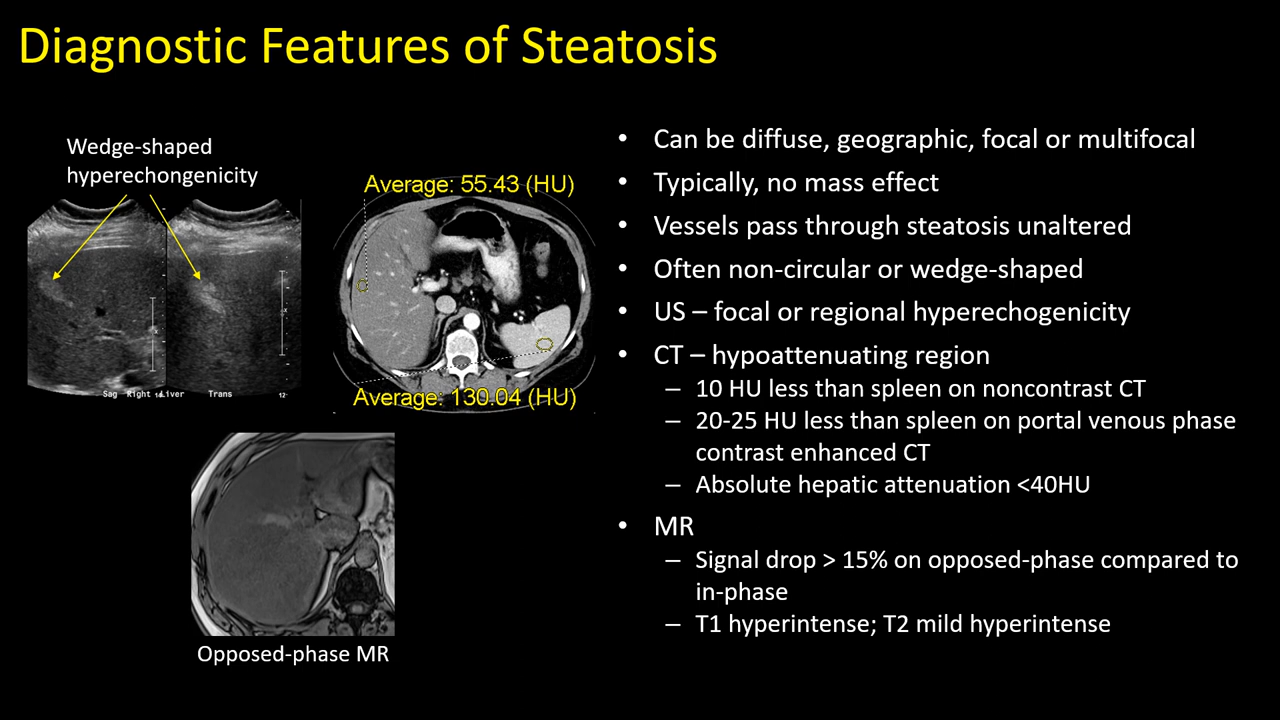 Diagnostic Features of Steatosis
Wedge-shaped
hyperechongenicity
Average: 55.43 (HU)
Average: 130.04 (HU)
Sag Right Liver Trans
12
Opposed-phase MR
• Can be diffuse, geographic, focal or multifocal
• Typically, no mass effect
• Vessels pass through steatosis unaltered
• Often non-circular or wedge-shaped
• US – focal or regional hyperechogenicity
• CT – hypoattenuating region
– 10 HU less than spleen on noncontrast CT
– 20-25 HU less than spleen on portal venous phase
contrast enhanced CT
– Absolute hepatic attenuation <40HU
• MR
– Signal drop > 15% on opposed-phase compared to
in-phase
– T1 hyperintense; T2 mild hyperintense